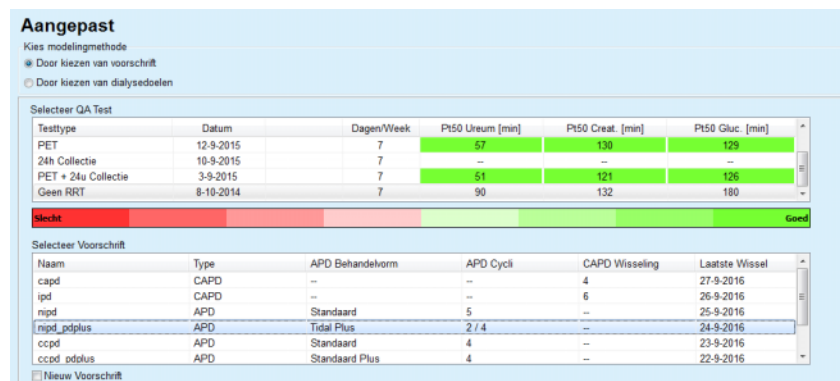 Aangepast
Kies modelingmethode
Door kiezen van voorschrift
Door kiezen van dialysedoelen
Selecteer QA Test
Testtype Datum Dagen/Week Pt50 Ureum [min] Pt50 Creat. [min] Pt50 Gluc. [min]
PET 12-9-2015 7 57 130 129
24h Collectie 10-9-2015 7 -- --
PET + 24u Collectie 3-9-2015 7 51 121 126
Geen RRT 8-10-2014 7 90 132 180
Slecht Goed
Selecteer Voorschrift
Naam Type APD Behandelvorm APD Cycli CAPD Wisseling Laatste Wissel
capd CAPD -- -- 4 27-9-2016
ipd CAPD -- -- 6 26-9-2016
nipd APD Standaard 5 -- 25-9-2016
nipd_pdplus APD Tidal Plus 2 / 4 -- 24-9-2016
ccpd APD Standaard 4 -- 23-9-2016
ccpd_pdplus APD Standaard Plus 4 -- 22-9-2016
Nieuw Voorschrift